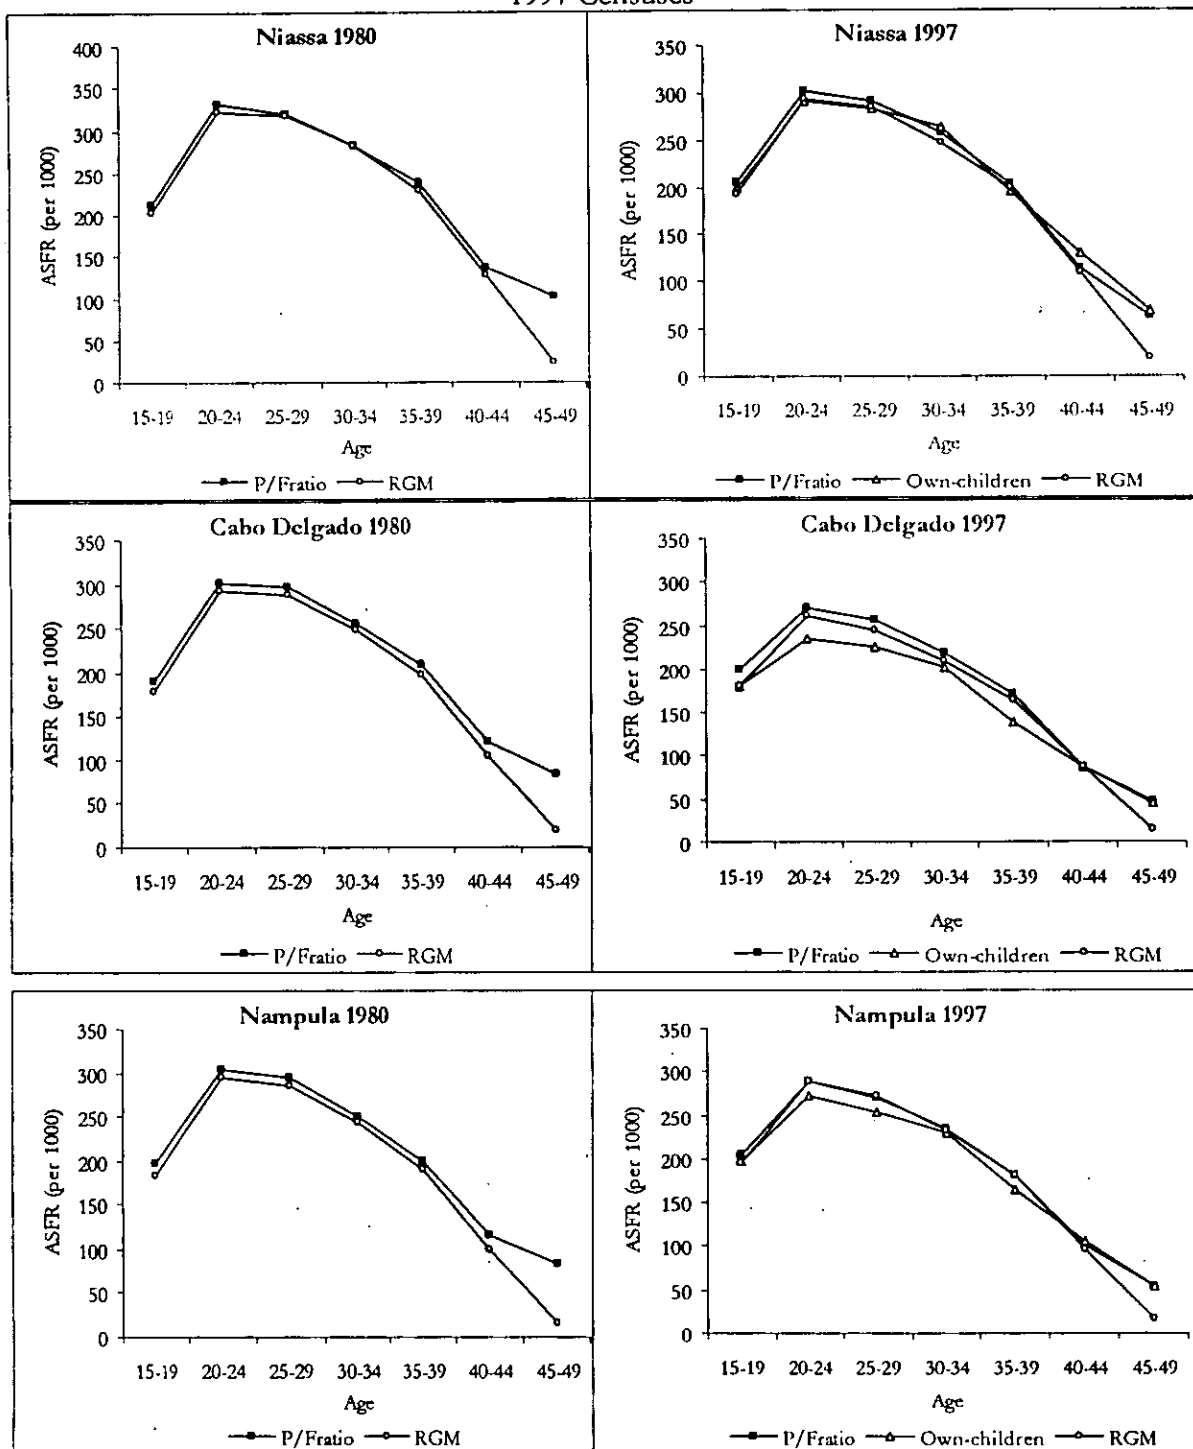 1997 Censuses
Niassa 1980
400
350
300
250
200
150
100
50
0
ASFR (per 1000)
15-19 20-24 25-29 30-34 35-39 40-44 45-49
Age
P/Fratio RGM
Niassa 1997
350
300
250
200
150
100
50
0
ASFR (per 1000)
15-19 20-24 25-29 30-34 35-39 40-44 45-49
Age
P/Fratio Own-children RGM
Cabo Delgado 1980
350
300
250
200
150
100
50
0
ASFR (per 1000)
15-19 20-24 25-29 30-34 35-39 40-44 45-49
Age
P/Fratio RGM
Cabo Delgado 1997
350
300
250
200
150
100
50
0
ASFR (per 1000)
15-19 20-24 25-29 30-34 35-39 40-44 45-49
Age
P/Fratio Own-children RGM
Nampula 1980
350
300
250
200
150
100
50
0
ASFR (per 1000)
15-19 20-24 25-29 30-34 35-39 40-44 45-49
Age
P/Fratio RGM
Nampula 1997
350
300
250
200
150
100
50
0
ASFR (per 1000)
15-19 20-24 25-29 30-34 35-39 40-44 45-49
Age
P/Fratio Own-children RGM